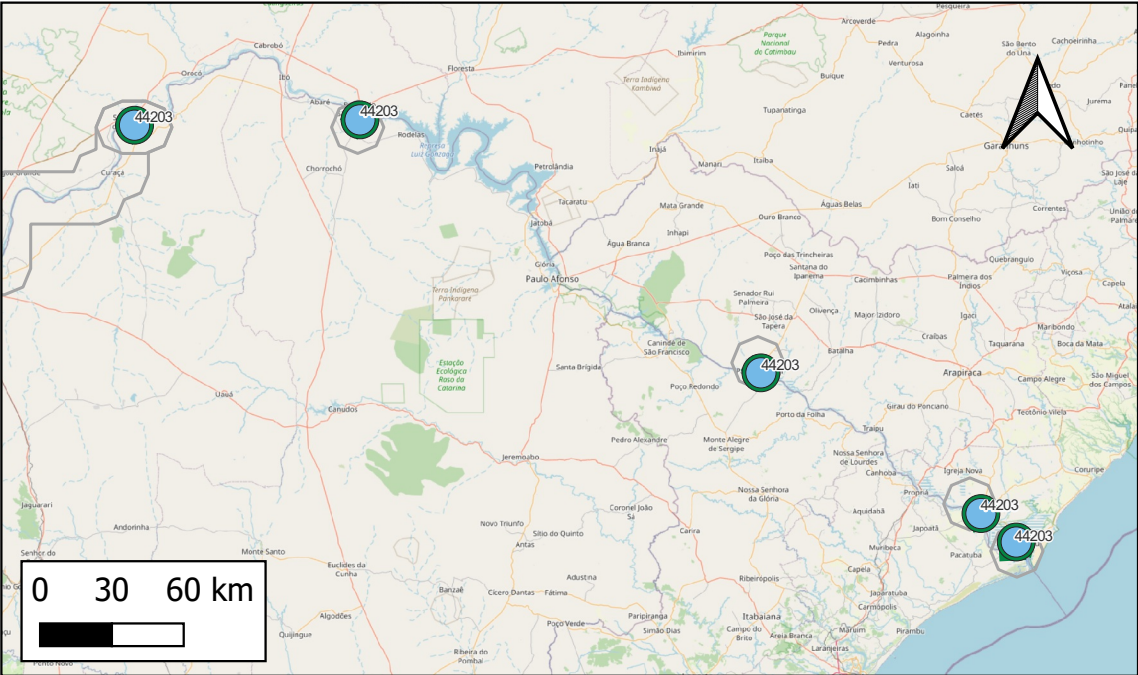 Pesqueira
Arcoverde
Alagoinha
Cachoeirinha
São Bento
do Una
Cabrobó
Parque
Nacional
do Catimbau
Pedra
Venturosa
Ibimirim
Orocó
Ibó
Floresta
Terra Indígena
Kambiwá
Buíque
Jurema
Abaré
44203
44203
Tupanatinga
Caetés
Rodelas
Represa
Luiz Gonzaga
Garanhuns
Inajá
Manari
Itaíba
Saloá
Chorrochó
Petrolândia
Curaçá
São José da
Laje
Iati
Tacaratu
Mata Grande
Águas Belas
Ouro Branco
Bom Conselho
Correntes
União do
Palmares
Jatobá
Inhapi
Água Branca
Poço das Trincheiras
Quebrangulo
Glória
Santana do
Ipanema
Viçosa
Paulo Afonso
Cacimbinhas
Palmeira dos
Índios
Capela
Terra Indígena
Pankararé
Senador Rui
Palmeira
Olivença
Major Izidoro
Igaci
Atalaia
São José da
Tapera
Maribondo
Craíbas
Taquarana
Boca da Mata
Canindé de
São Francisco
Batalha
Estação
Ecológica
Raso da
Catarina
Santa Brígida
44203
Arapiraca
Campo Alegre
São Miguel
dos Campos
Poço Redondo
Uauá
Canudos
Porto da Folha
Girau do Ponciano
Teotônio Vilela
Traipu
Pedro Alexandre
Monte Alegre
de Sergipe
Nossa Senhora
de Lourdes
Jeremoabo
Canhoba
Igreja Nova
Coruripe
Nossa Senhora
da Glória
Propriá
Jaguarari
Coronel João
Sá
Aquidabã
44203
Andorinha
Novo Triunfo
Carira
Japoatã
Sítio do Quinto
44203
Antas
Muribeca
Pacatuba
Senhor do
Monte Santo
Euclides da
Cunha
Adustina
Capela
Ribeirópolis
0 30 60 km
Banzaê
Cícero Dantas
Fátima
Japaratuba
Carmópolis
Algodões
Paripiranga
Itabaiana
Poço Verde
Simão Dias
Campo do
Brito
Areia Branca
Maruim
Pirambu
Quijingue
Laranjeiras
Ribeira do
Pombal